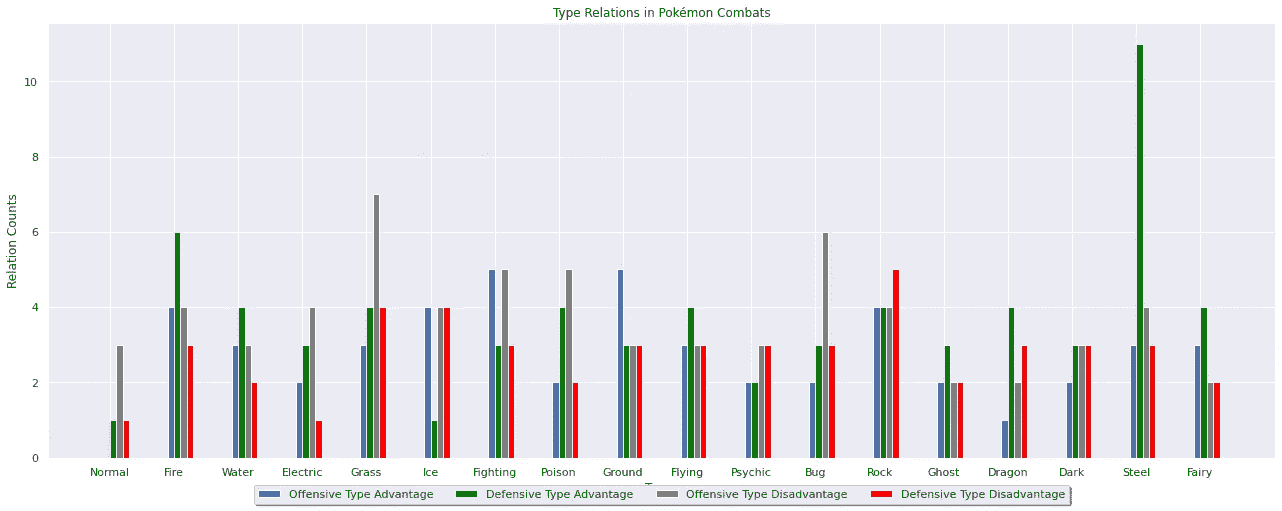 Type Relations in Pokémon Combats
Relation Counts
10
8
6
4
2
0
Normal Fire Water Electric Grass Ice Fighting Poison Ground Flying Psychic Bug Rock Ghost Dragon Dark Steel Fairy
Offensive Type Advantage Defensive Type Advantage Offensive Type Disadvantage Defensive Type Disadvantage